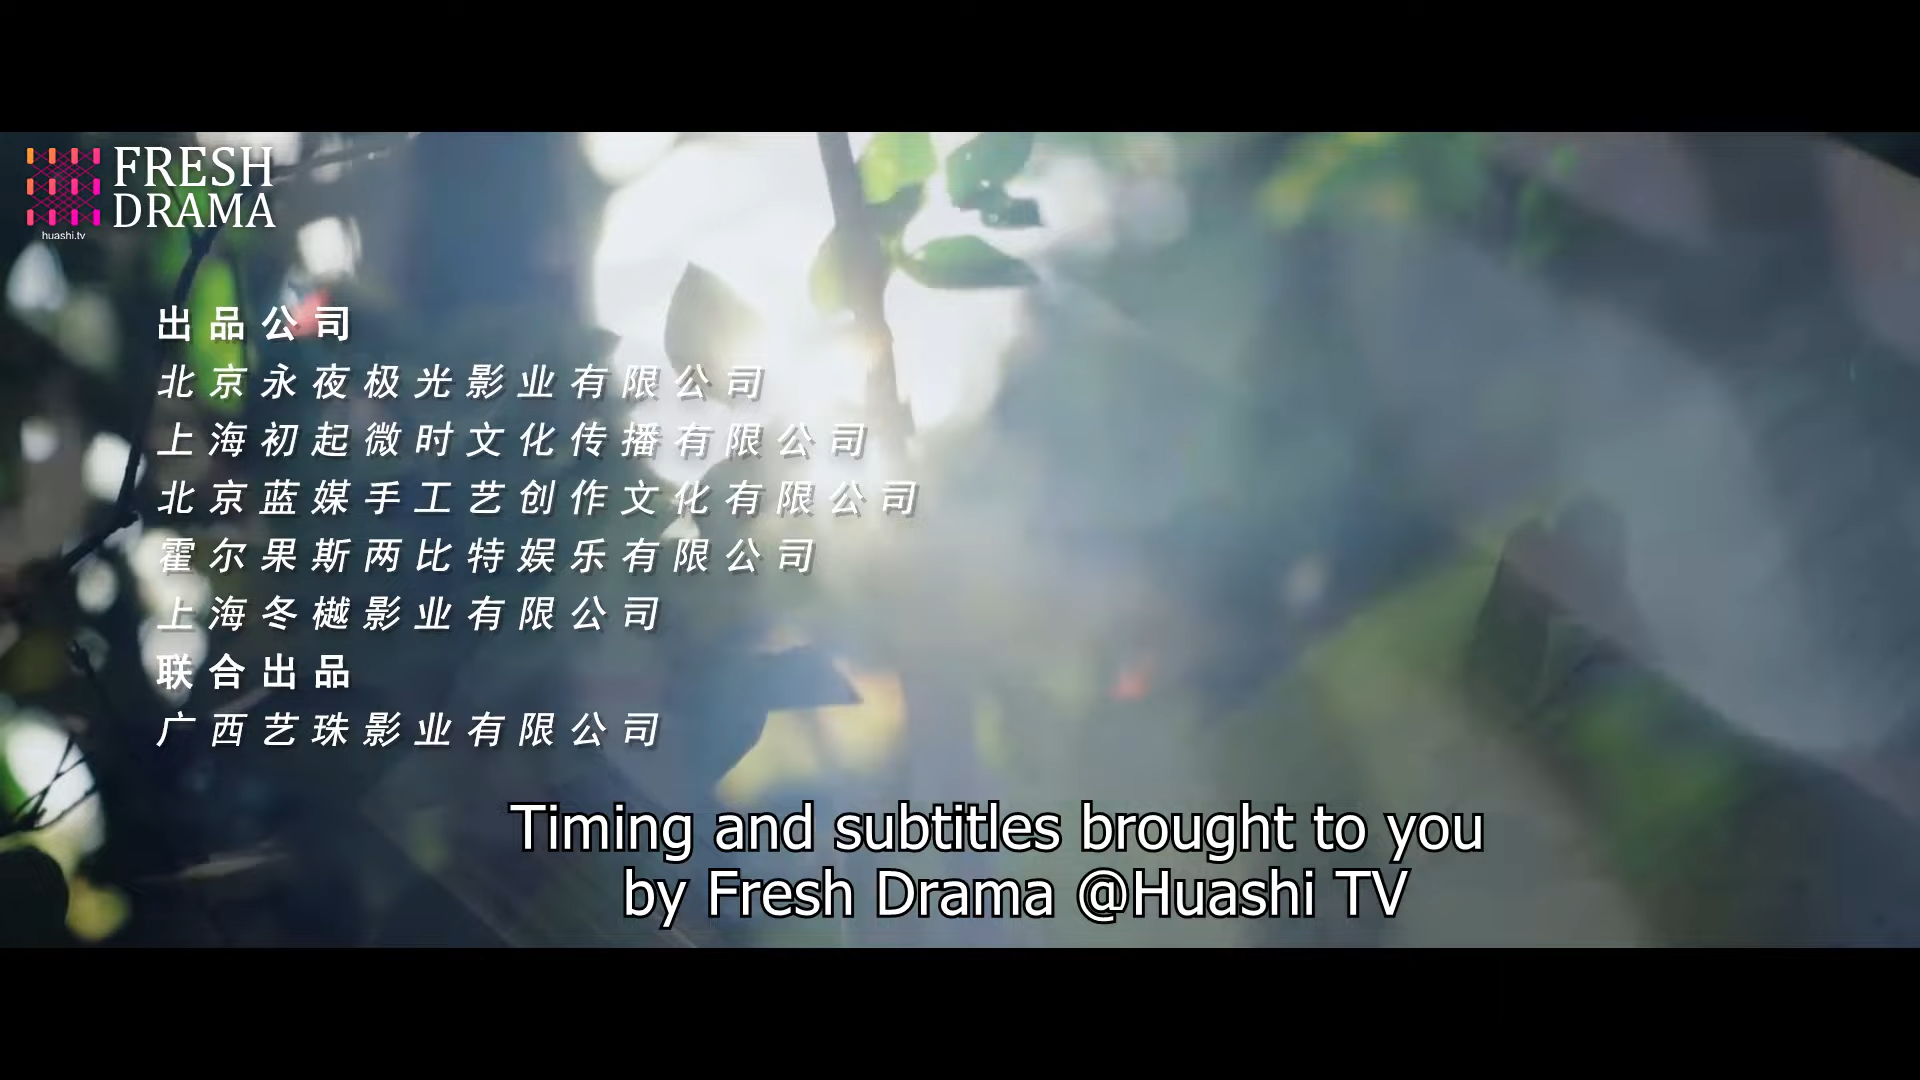 FRESH
DRAMA
huashi.tv
出品公司
北京永夜极光影业有限公司
上海初起微时文化传播有限公司
北京蓝媒手工艺创作文化有限公司
霍尔果斯两比特娱乐有限公司
上海冬樾影业有限公司
联合出品
广西艺珠影业有限公司
Timing and subtitles brought to you
by Fresh Drama @Huashi TV